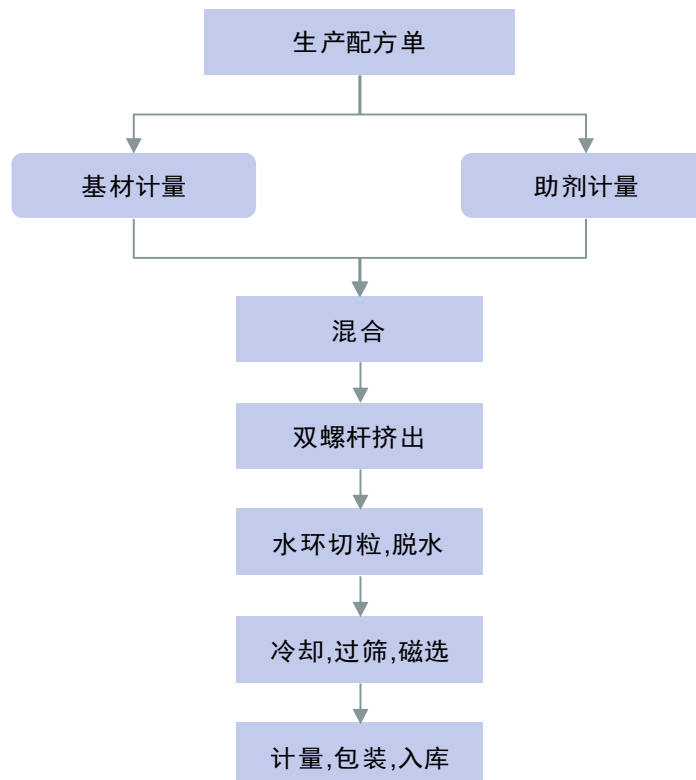 生产配方单
基材计量
助剂计量
混合
双螺杆挤出
水环切粒,脱水
冷却,过筛,磁选
计量,包装,入库